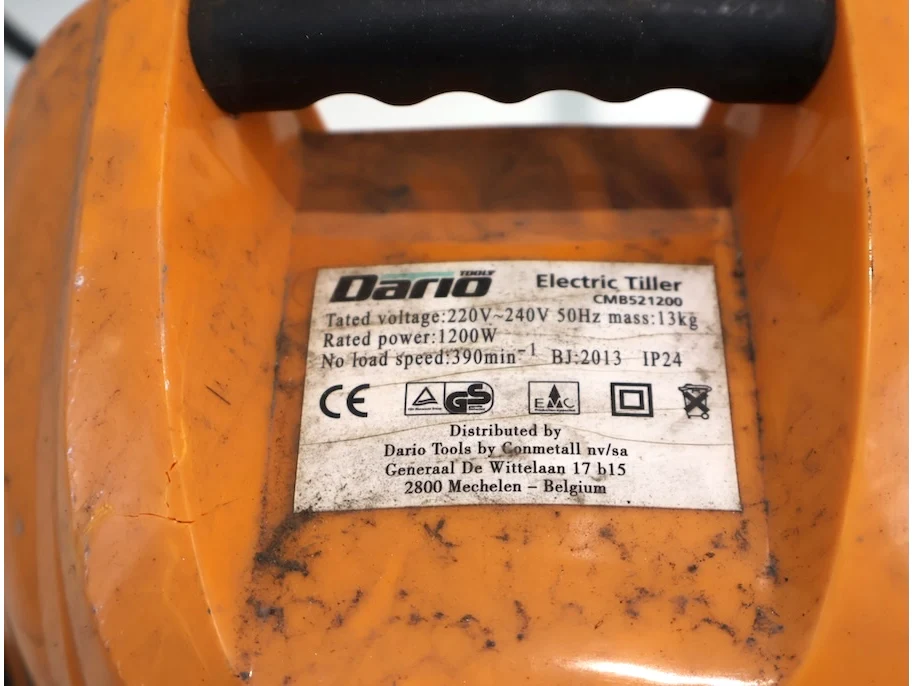 Dario TOOLS
Electric Tiller
CMB521200
Tated voltage:220V~240V 50Hz mass:13kg
Rated power:1200W
No load speed:390min⁻¹ BJ:2013 IP24
CE GS EMC
Distributed by
Dario Tools by Conmetall nv/sa
Generaal De Wittelaan 17 b15
2800 Mechelen – Belgium